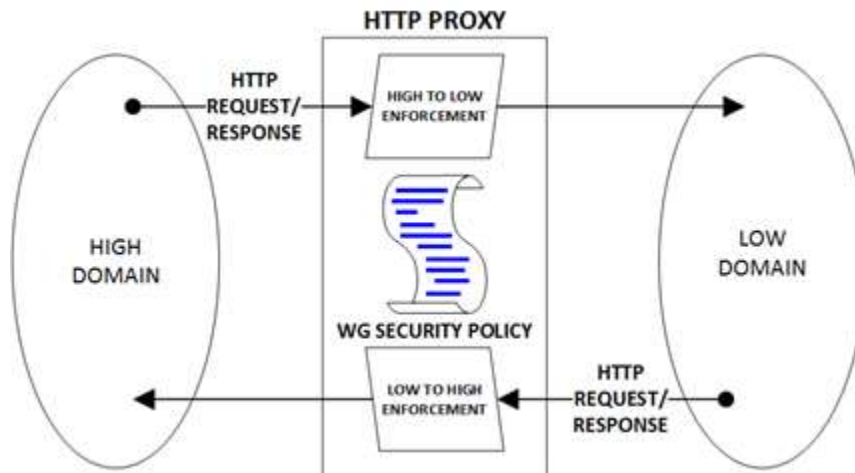 HTTP PROXY
HTTP
REQUEST/
RESPONSE
HIGH TO LOW
ENFORCEMENT
HIGH
DOMAIN
LOW
DOMAIN
WG SECURITY POLICY
LOW TO HIGH
ENFORCEMENT
HTTP
REQUEST/
RESPONSE